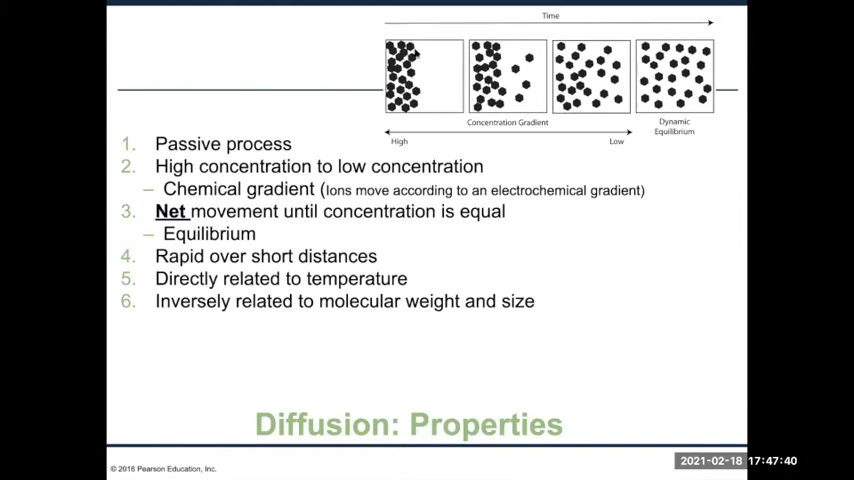 Time
Concentration Gradient
Dynamic
Equilibrium
High
Low
1. Passive process
2. High concentration to low concentration
– Chemical gradient (Ions move according to an electrochemical gradient)
3. Net movement until concentration is equal
– Equilibrium
4. Rapid over short distances
5. Directly related to temperature
6. Inversely related to molecular weight and size
Diffusion: Properties
© 2016 Pearson Education, Inc.
2021-02-18 17:47:40